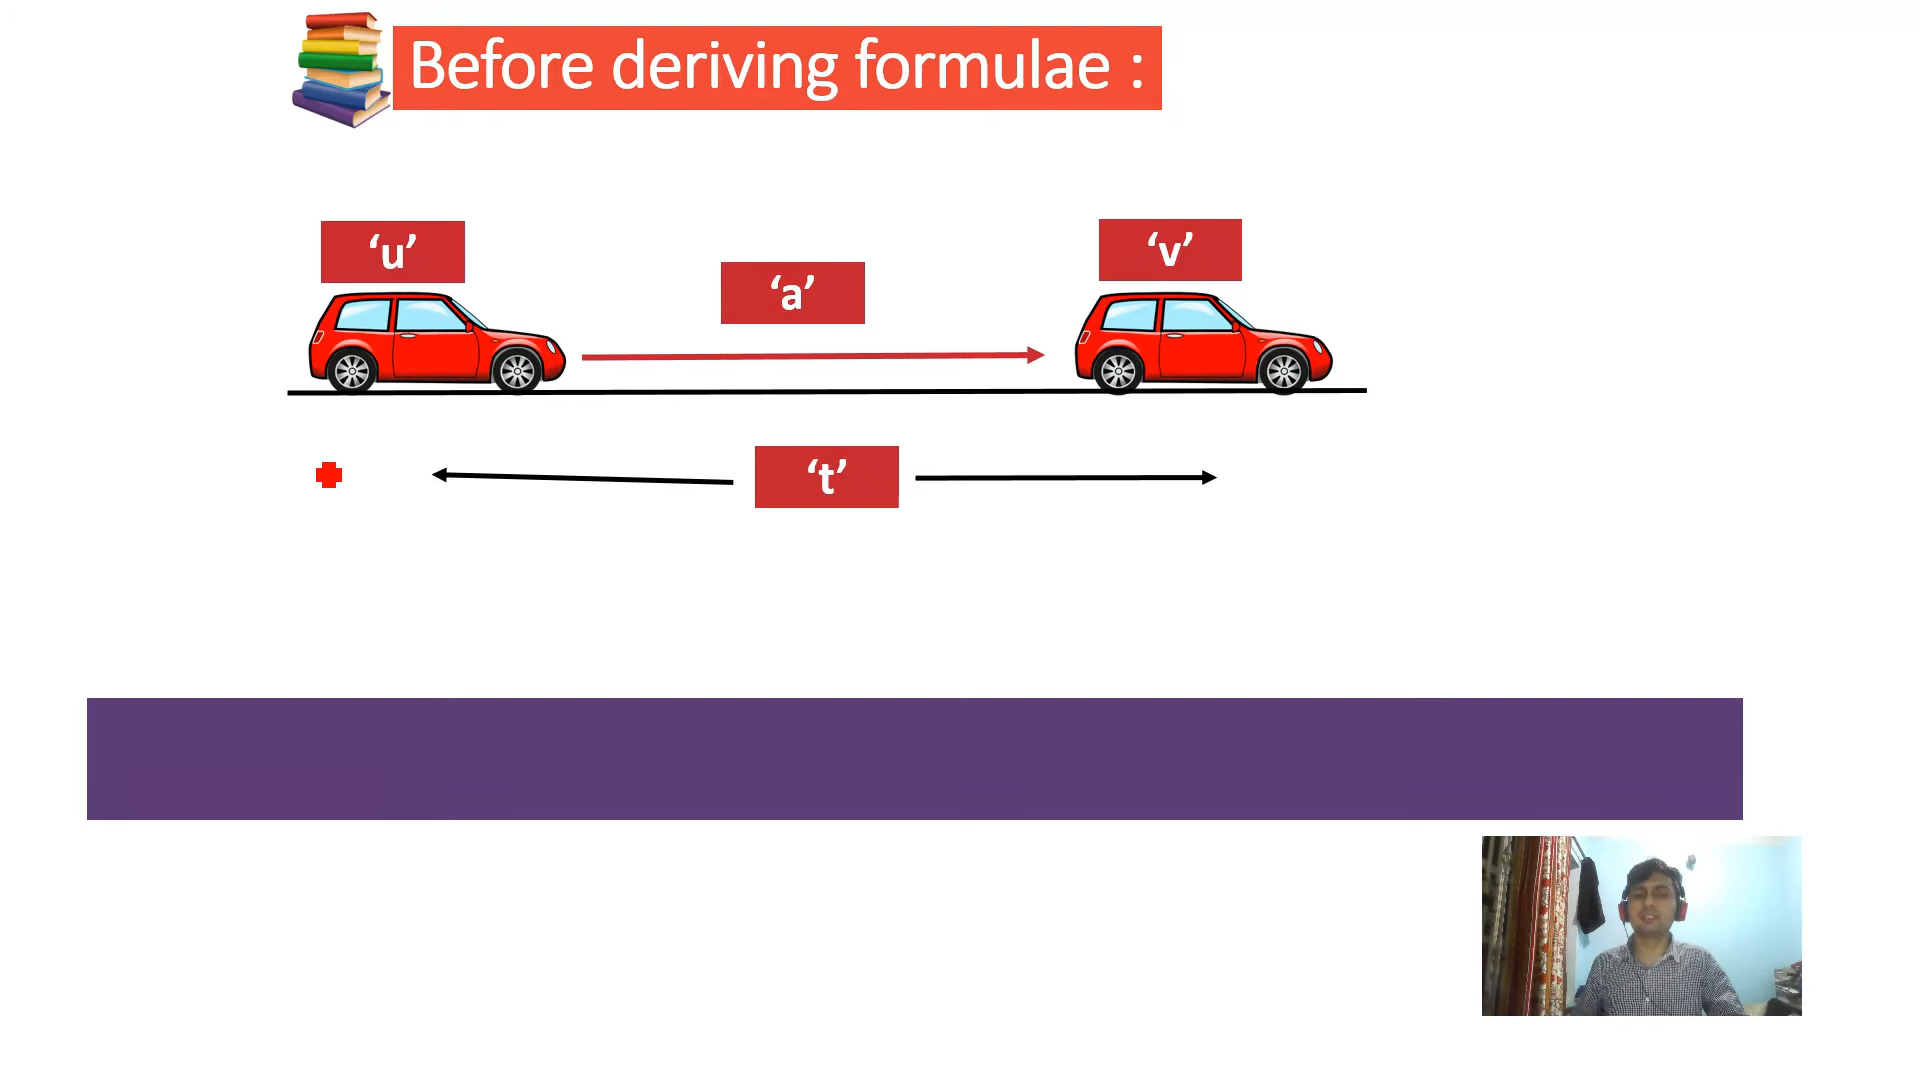 Before deriving formulae :
‘u’
‘v’
‘a’
‘t’